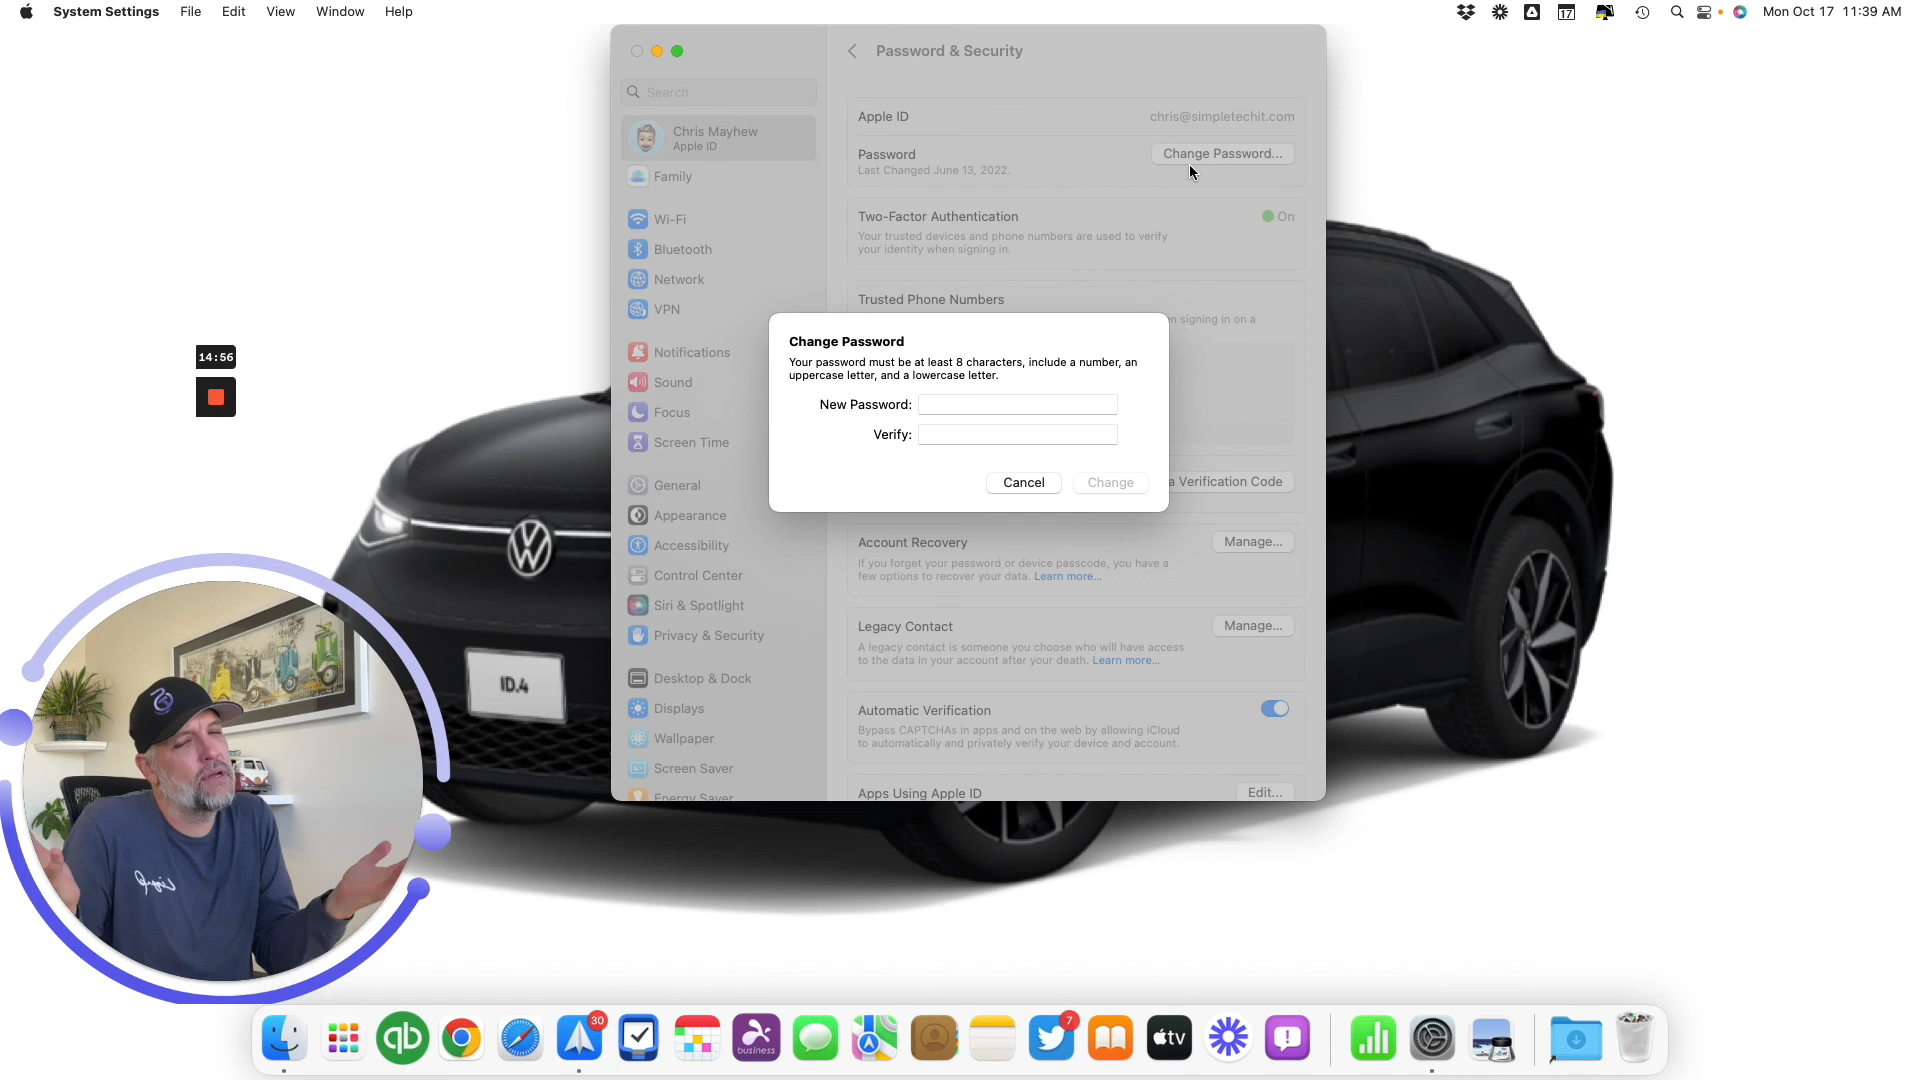 System Settings File Edit View Window Help
17
Mon Oct 17 11:39 AM
Search
Chris Mayhew
Apple ID
Family
Wi-Fi
Bluetooth
Network
VPN
Notifications
Sound
Focus
Screen Time
General
Appearance
Accessibility
Control Center
Siri & Spotlight
Privacy & Security
Desktop & Dock
Displays
Wallpaper
Screen Saver
Energy Saver
Password & Security
Apple ID
chris@simpletechit.com
Password
Last Changed June 13, 2022.
Change Password...
Two-Factor Authentication
On
Your trusted devices and phone numbers are used to verify
your identity when signing in.
Trusted Phone Numbers
n signing in on a
Change Password
Your password must be at least 8 characters, include a number, an
uppercase letter, and a lowercase letter.
New Password:
Verify:
Cancel
Change
a Verification Code
Account Recovery
Manage...
If you forget your password or device passcode, you have a
few options to recover your data. Learn more...
Legacy Contact
Manage...
A legacy contact is someone you choose who will have access
to the data in your account after your death. Learn more...
Automatic Verification
Bypass CAPTCHAs in apps and on the web by allowing iCloud
to automatically and privately verify your device and account.
Apps Using Apple ID
Edit...
14:56
ID.4
30
business
7
tv